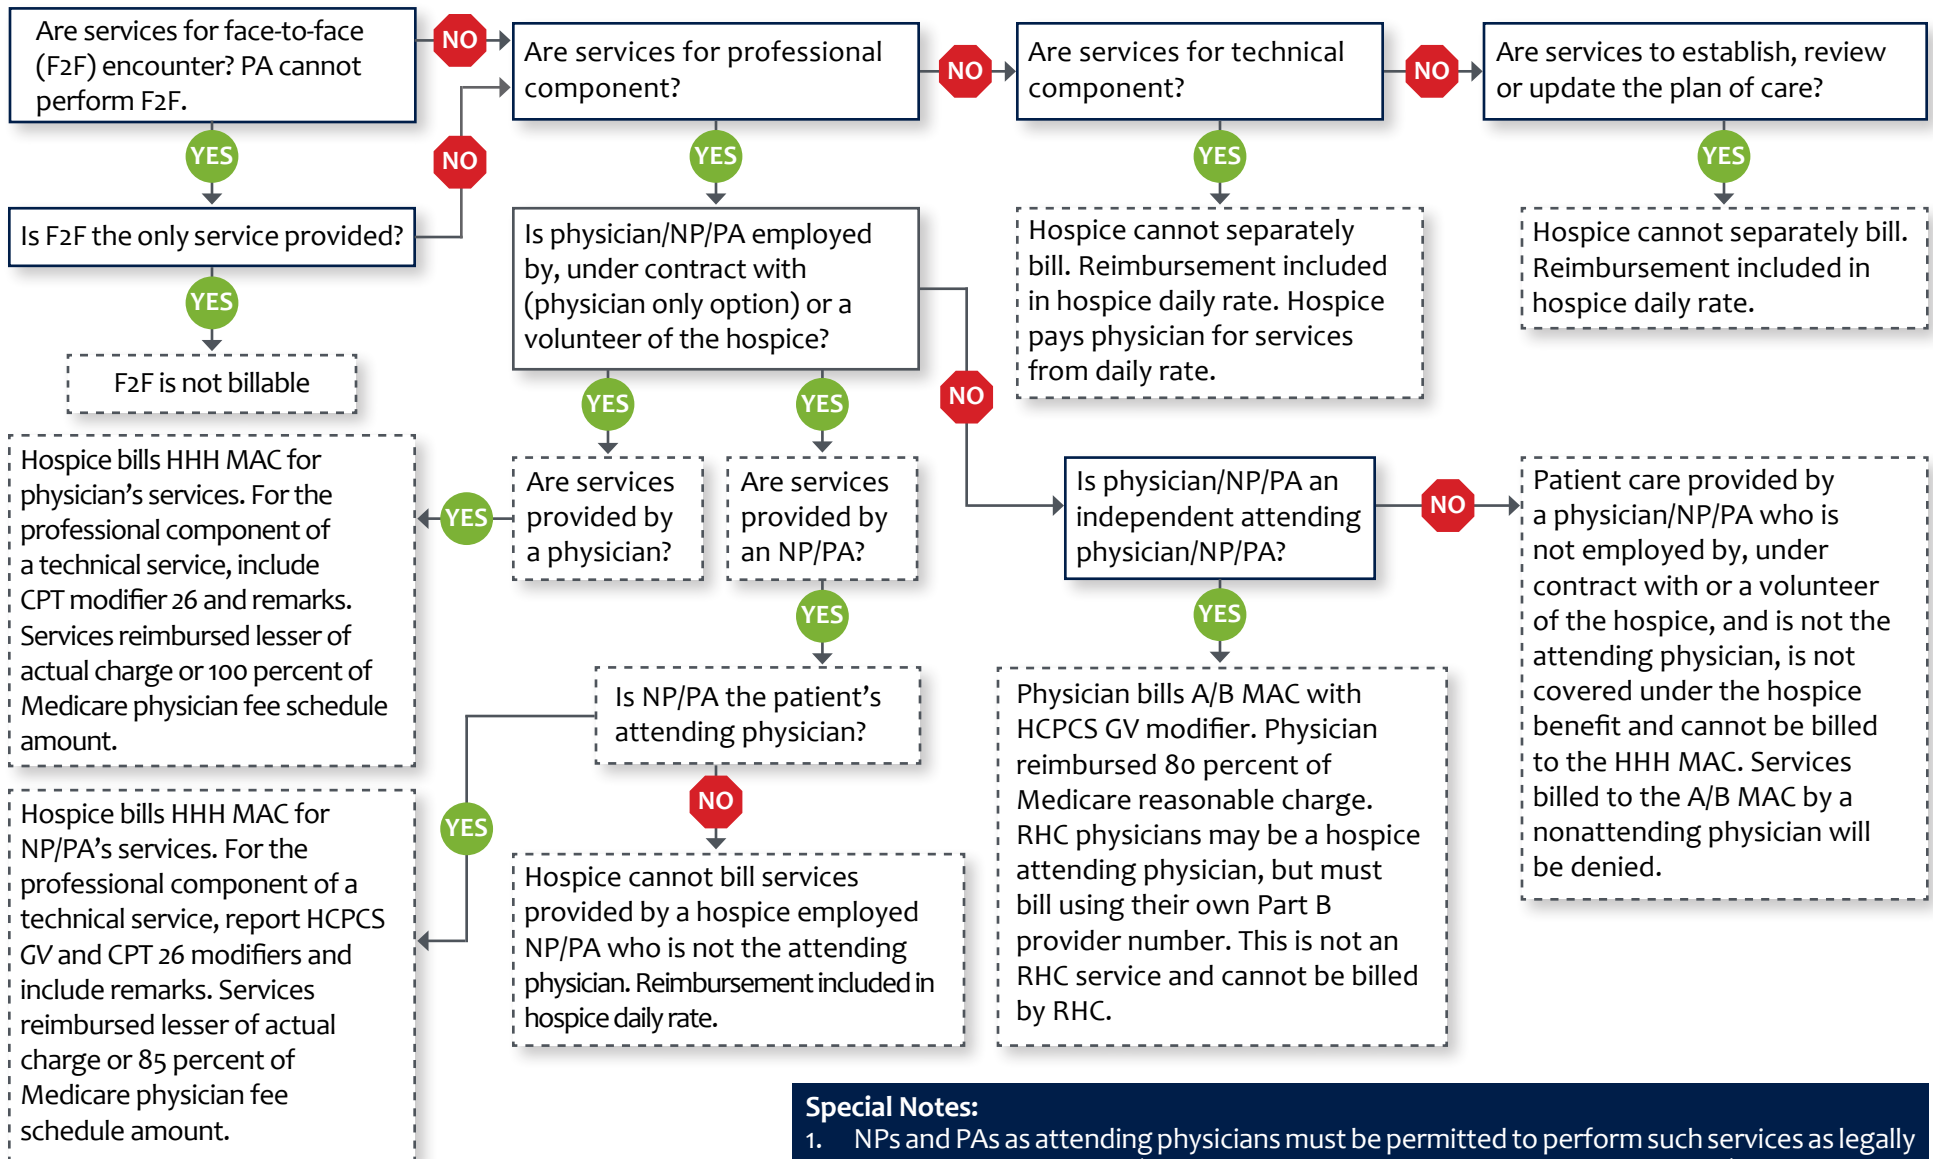 Are services for face-to-face
(F2F) encounter? PA cannot
perform F2F.
NO
Are services for professional
component?
NO
Are services for technical
component?
NO
Are services to establish, review
or update the plan of care?
YES
NO
YES
YES
YES
Is F2F the only service provided?
YES
F2F is not billable
Is physician/NP/PA employed
by, under contract with
(physician only option) or a
volunteer of the hospice?
YES
YES
NO
Hospice cannot separately
bill. Reimbursement included
in hospice daily rate. Hospice
pays physician for services
from daily rate.
Hospice cannot separately bill.
Reimbursement included in
hospice daily rate.
Hospice bills HHH MAC for
physician's services. For the
professional component of
a technical service, include
CPT modifier 26 and remarks.
Services reimbursed lesser of
actual charge or 100 percent of
Medicare physician fee schedule
amount.
YES
Are services
provided by
a physician?
Are services
provided by
an NP/PA?
YES
Is physician/NP/PA an
independent attending
physician/NP/PA?
NO
YES
Patient care provided by
a physician/NP/PA who is
not employed by, under
contract with or a volunteer
of the hospice, and is not the
attending physician, is not
covered under the hospice
benefit and cannot be billed
to the HHH MAC. Services
billed to the A/B MAC by a
nonattending physician will
be denied.
Is NP/PA the patient's
attending physician?
YES
NO
Hospice bills HHH MAC for
NP/PA's services. For the
professional component of a
technical service, report HCPCS
GV and CPT 26 modifiers and
include remarks. Services
reimbursed lesser of actual
charge or 85 percent of
Medicare physician fee
schedule amount.
Hospice cannot bill services
provided by a hospice employed
NP/PA who is not the attending
physician. Reimbursement included in
hospice daily rate.
Physician bills A/B MAC with
HCPCS GV modifier. Physician
reimbursed 80 percent of
Medicare reasonable charge.
RHC physicians may be a hospice
attending physician, but must
bill using their own Part B
provider number. This is not an
RHC service and cannot be billed
by RHC.
Special Notes:
1. NPs and PAs as attending physicians must be permitted to perform such services as legally